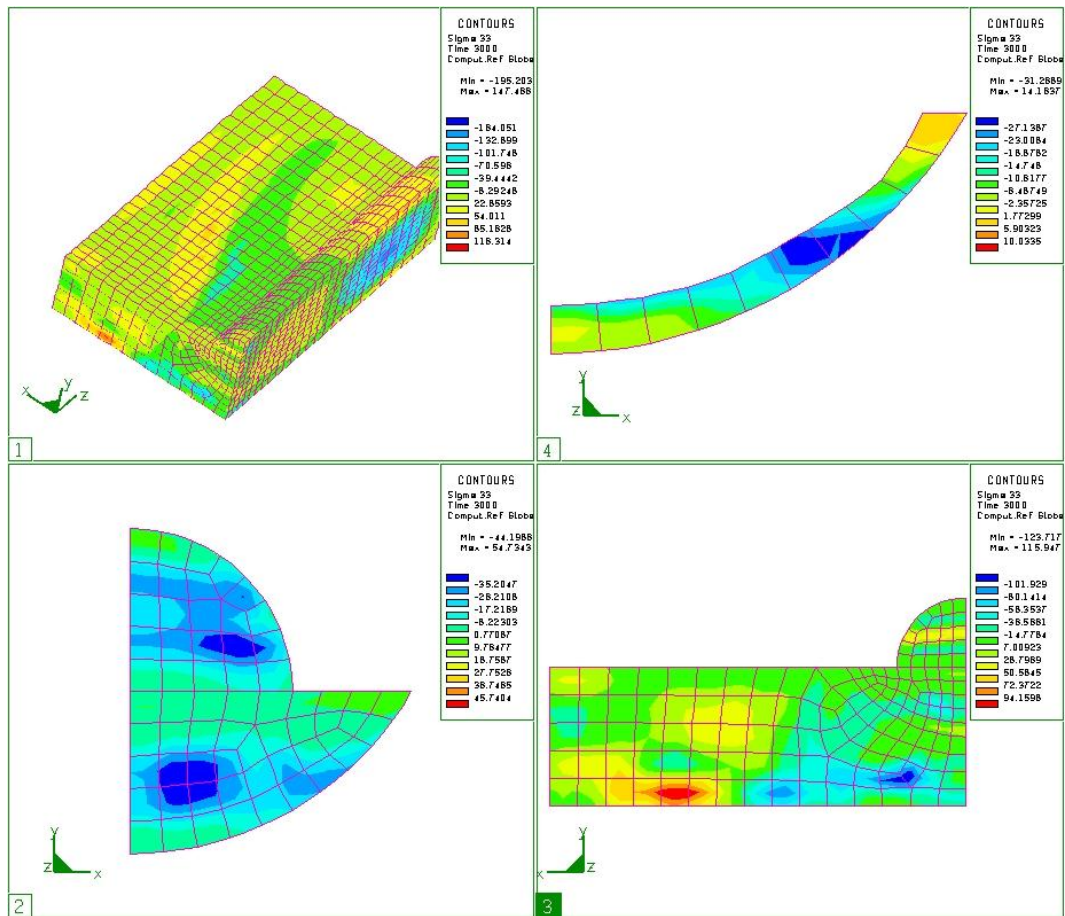 CONTOURS
Sigma 33
Time 3000
Comput.Ref Globa
Min = -195.203
Max = 147.466
-164.051
-132.899
-101.748
-70.596
-39.4442
-8.29248
22.8593
54.011
85.1628
116.314
x
y
z
1
CONTOURS
Sigma 33
Time 3000
Comput.Ref Globa
Min = -31.2689
Max = 14.1637
-27.1387
-23.0084
-18.8782
-14.748
-10.6177
-6.48749
-2.35725
1.77299
5.90323
10.0335
y
z
x
4
CONTOURS
Sigma 33
Time 3000
Comput.Ref Globa
Min = -44.1986
Max = 54.7343
-35.2047
-26.2108
-17.2169
-8.22303
0.77087
9.76477
18.7587
27.7526
36.7465
45.7404
y
z
x
2
CONTOURS
Sigma 33
Time 3000
Comput.Ref Globa
Min = -123.717
Max = 115.947
-101.929
-80.1414
-58.3537
-36.5661
-14.7784
7.00923
28.7969
50.5845
72.3722
94.1598
y
x
z
3